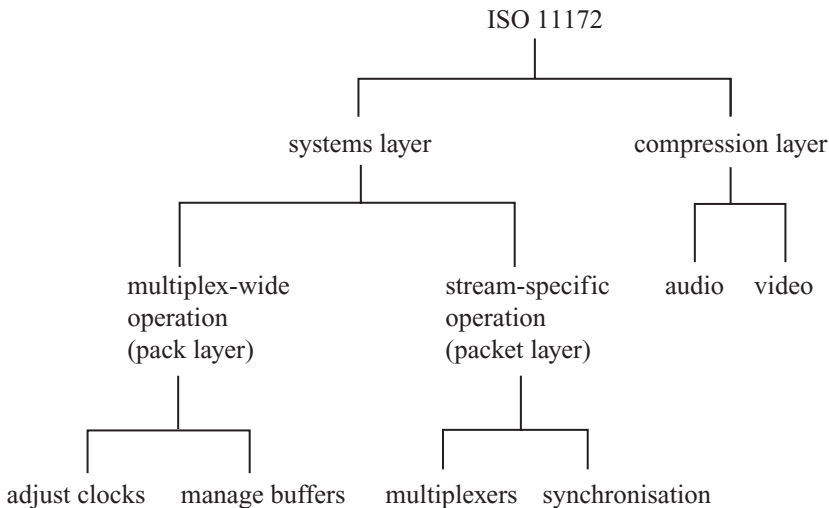 ISO 11172
systems layer
compression layer
multiplex-wide
operation
(pack layer)
stream-specific
operation
(packet layer)
audio
video
adjust clocks
manage buffers
multiplexers
synchronisation